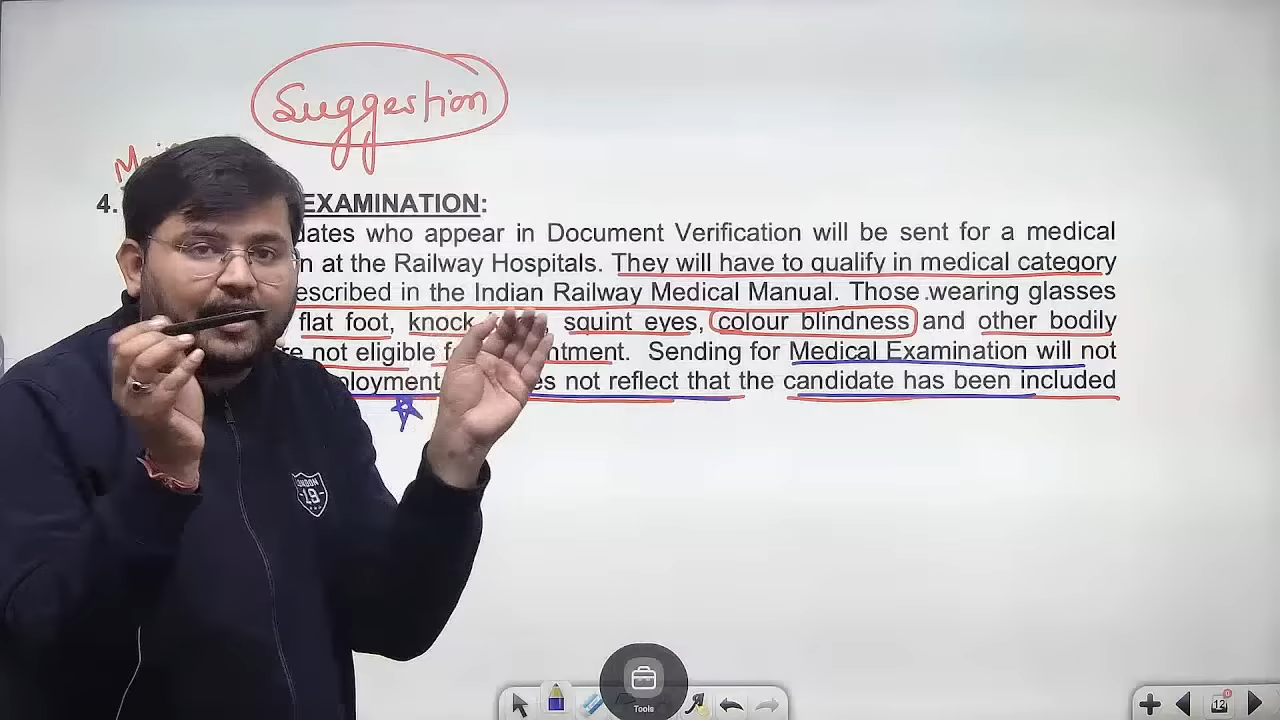 Suggestion
4. EXAMINATION:
dates who appear in Document Verification will be sent for a medical
n at the Railway Hospitals. They will have to qualify in medical category
escribed in the Indian Railway Medical Manual. Those wearing glasses
flat foot, knock squint eyes, colour blindness and other bodily
re not eligible f ntment. Sending for Medical Examination will not
ployment es not reflect that the candidate has been included
LONDON
-19-
Tools
12